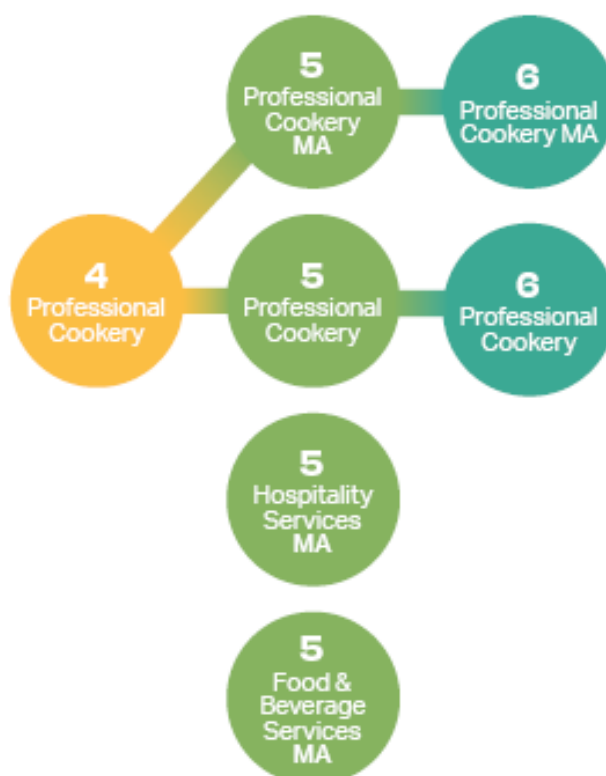 5
Professional
Cookery
MA
6
Professional
Cookery MA
4
Professional
Cookery
5
Professional
Cookery
6
Professional
Cookery
5
Hospitality
Services
MA
5
Food &
Beverage
Services
MA